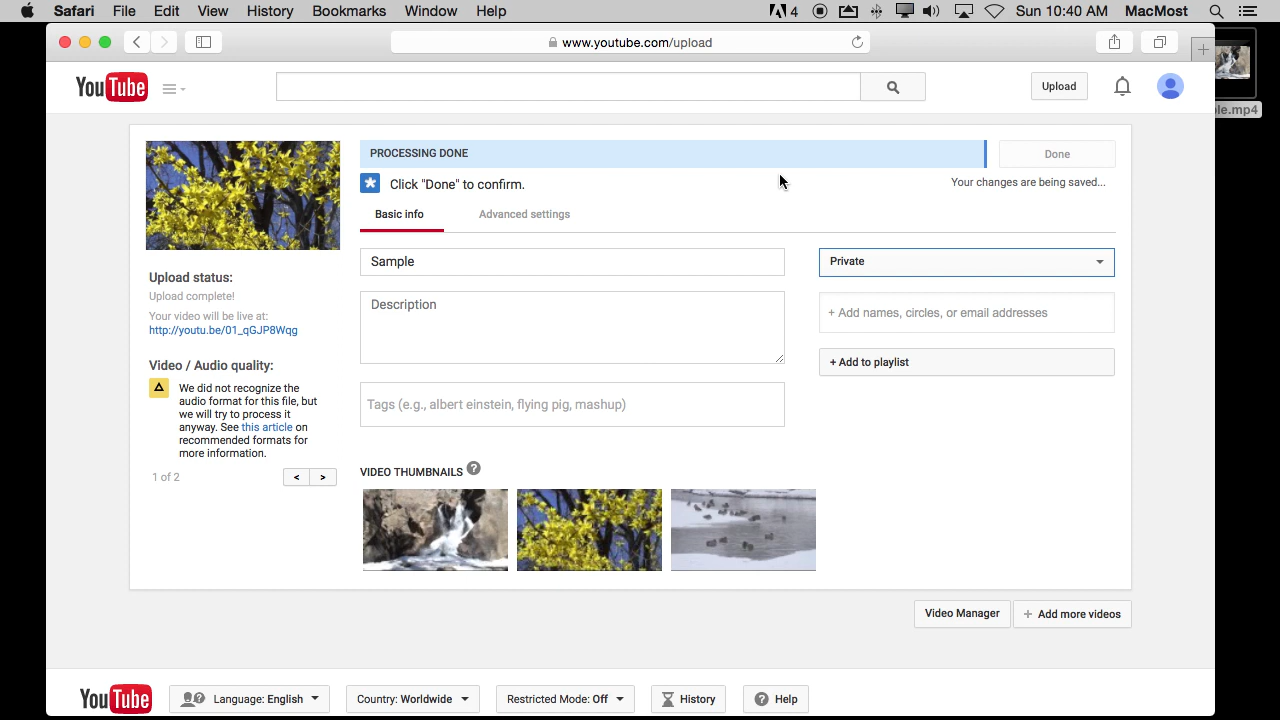 Safari File Edit View History Bookmarks Window Help 4 Sun 10:40 AM MacMost
www.youtube.com/upload
YouTube
Upload
le.mp4
PROCESSING DONE
Done
Click "Done" to confirm.
Your changes are being saved...
Basic info Advanced settings
Sample
Private
Description
+ Add names, circles, or email addresses
+ Add to playlist
Tags (e.g., albert einstein, flying pig, mashup)
Upload status:
Upload complete!
Your video will be live at:
http://youtu.be/01_qGJP8Wqg
Video / Audio quality:
We did not recognize the
audio format for this file, but
we will try to process it
anyway. See this article on
recommended formats for
more information.
1 of 2 < >
VIDEO THUMBNAILS ?
Video Manager + Add more videos
YouTube Language: English Country: Worldwide Restricted Mode: Off History Help